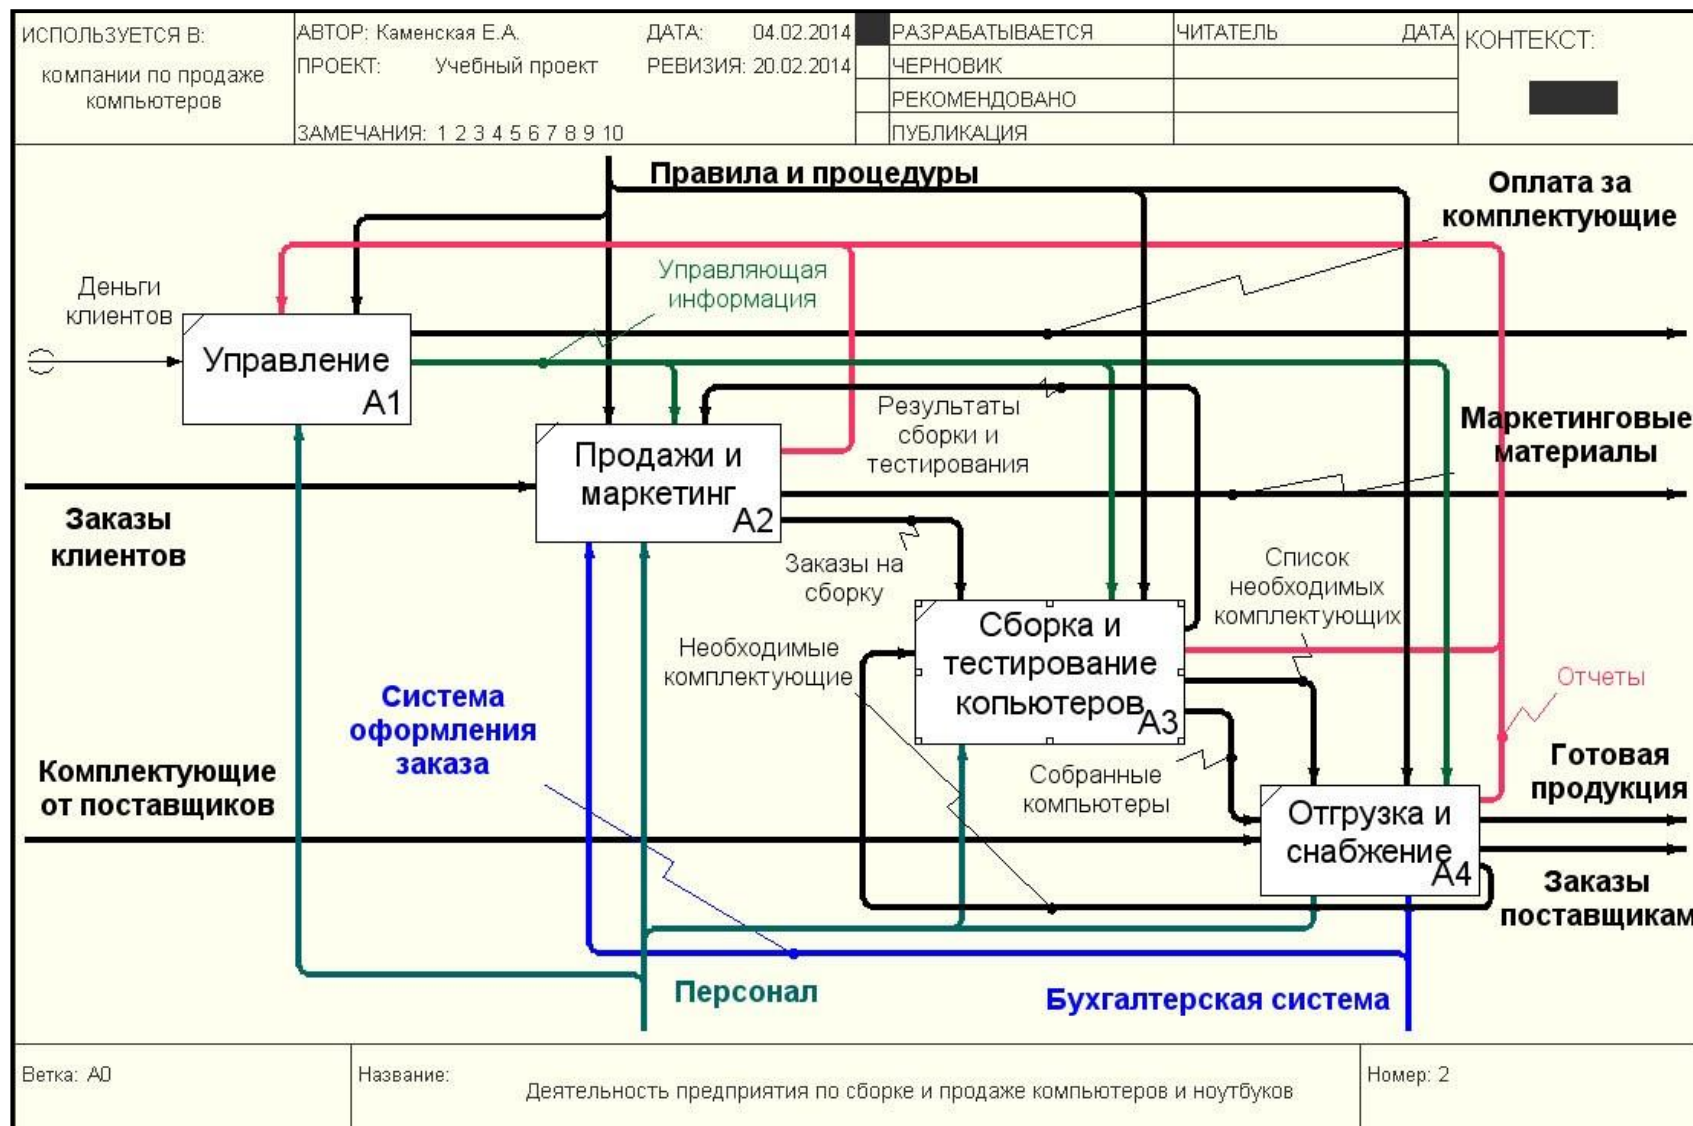 ИСПОЛЬЗУЕТСЯ В:
компании по продаже
компьютеров
АВТОР: Каменская Е.А.
ДАТА: 04.02.2014
ПРОЕКТ: Учебный проект
РЕВИЗИЯ: 20.02.2014
ЗАМЕЧАНИЯ: 1 2 3 4 5 6 7 8 9 10
РАЗРАБАТЫВАЕТСЯ
ЧЕРНОВИК
РЕКОМЕНДОВАНО
ПУБЛИКАЦИЯ
ЧИТАТЕЛЬ ДАТА
КОНТЕКСТ:
Правила и процедуры
Оплата за
комплектующие
Деньги
клиентов
Управляющая
информация
Управление
A1
Результаты
сборки и
тестирования
Маркетинговые
материалы
Продажи и
маркетинг
A2
Заказы
клиентов
Заказы на
сборку
Список
необходимых
комплектующих
Необходимые
комплектующие
Сборка и
тестирование
копьютеров
A3
Отчеты
Система
оформления
заказа
Комплектующие
от поставщиков
Собранные
компьютеры
Готовая
продукция
Отгрузка и
снабжение
A4
Заказы
поставщикам
Персонал
Бухгалтерская система
Ветка: A0
Название:
Деятельность предприятия по сборке и продаже компьютеров и ноутбуков
Номер: 2